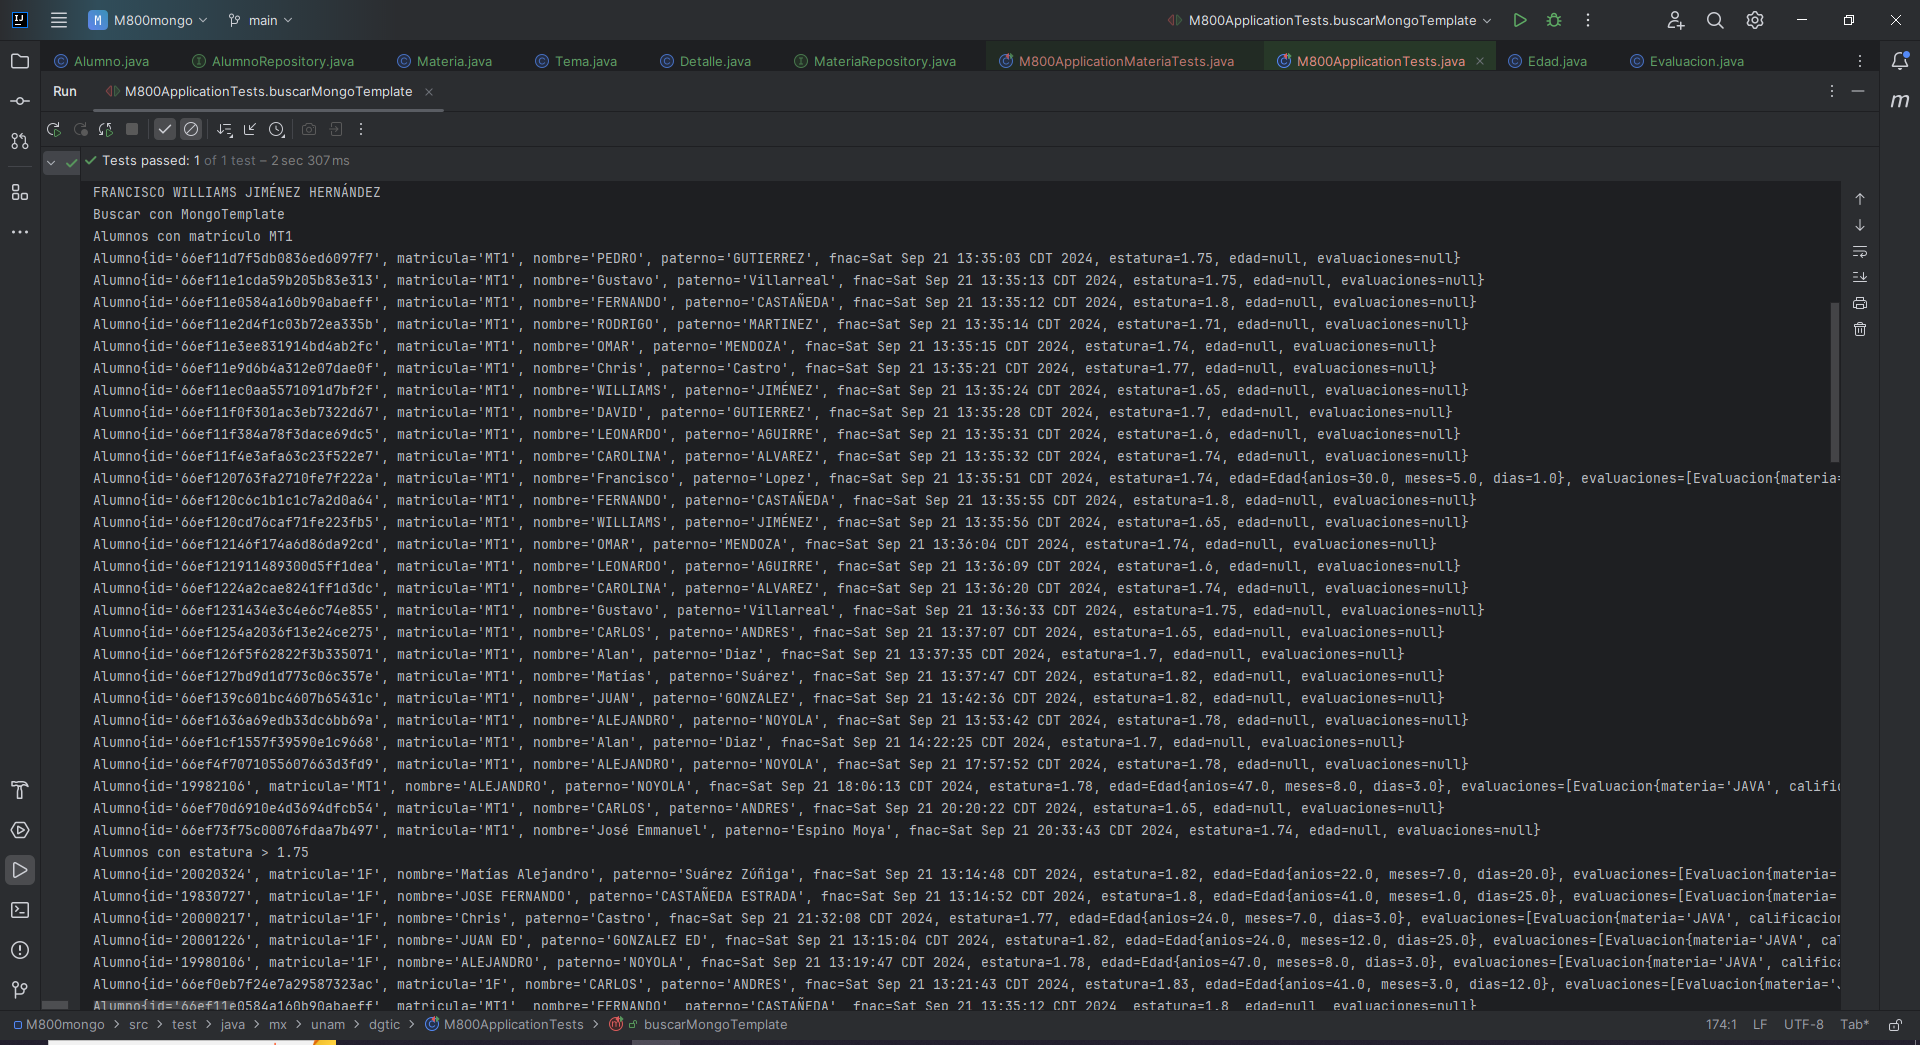 M M800mongo main M800ApplicationTests.buscarMongoTemplate
Alumno.java AlumnoRepository.java Materia.java Tema.java Detalle.java MateriaRepository.java M800ApplicationMateriaTests.java M800ApplicationTests.java Edad.java Evaluacion.java
Run M800ApplicationTests.buscarMongoTemplate
Tests passed: 1 of 1 test – 2 sec 307 ms
FRANCISCO WILLIAMS JIMÉNEZ HERNÁNDEZ
Buscar con MongoTemplate
Alumnos con matrículo MT1
Alumno{id='66ef11d7f5db0836ed6097f7', matricula='MT1', nombre='PEDRO', paterno='GUTIERREZ', fnac=Sat Sep 21 13:35:03 CDT 2024, estatura=1.75, edad=null, evaluaciones=null}
Alumno{id='66ef11e1cda59b205b83e313', matricula='MT1', nombre='Gustavo', paterno='Villarreal', fnac=Sat Sep 21 13:35:13 CDT 2024, estatura=1.75, edad=null, evaluaciones=null}
Alumno{id='66ef11e0584a160b90abaeff', matricula='MT1', nombre='FERNANDO', paterno='CASTAÑEDA', fnac=Sat Sep 21 13:35:12 CDT 2024, estatura=1.8, edad=null, evaluaciones=null}
Alumno{id='66ef11e2d4f1c03b72ea335b', matricula='MT1', nombre='RODRIGO', paterno='MARTINEZ', fnac=Sat Sep 21 13:35:14 CDT 2024, estatura=1.71, edad=null, evaluaciones=null}
Alumno{id='66ef11e3ee831914bd4ab2fc', matricula='MT1', nombre='OMAR', paterno='MENDOZA', fnac=Sat Sep 21 13:35:15 CDT 2024, estatura=1.74, edad=null, evaluaciones=null}
Alumno{id='66ef11e9d6b4a312e07dae0f', matricula='MT1', nombre='Chris', paterno='Castro', fnac=Sat Sep 21 13:35:21 CDT 2024, estatura=1.77, edad=null, evaluaciones=null}
Alumno{id='66ef11ec0aa5571091d7bf2f', matricula='MT1', nombre='WILLIAMS', paterno='JIMÉNEZ', fnac=Sat Sep 21 13:35:24 CDT 2024, estatura=1.65, edad=null, evaluaciones=null}
Alumno{id='66ef11f0f301ac3eb7322d67', matricula='MT1', nombre='DAVID', paterno='GUTIERREZ', fnac=Sat Sep 21 13:35:28 CDT 2024, estatura=1.7, edad=null, evaluaciones=null}
Alumno{id='66ef11f384a78f3dace69dc5', matricula='MT1', nombre='LEONARDO', paterno='AGUIRRE', fnac=Sat Sep 21 13:35:31 CDT 2024, estatura=1.6, edad=null, evaluaciones=null}
Alumno{id='66ef11f4e3afa63c23f522e7', matricula='MT1', nombre='CAROLINA', paterno='ALVAREZ', fnac=Sat Sep 21 13:35:32 CDT 2024, estatura=1.74, edad=null, evaluaciones=null}
Alumno{id='66ef120763fa2710fe7f222a', matricula='MT1', nombre='Francisco', paterno='Lopez', fnac=Sat Sep 21 13:35:51 CDT 2024, estatura=1.74, edad=Edad{anios=30.0, meses=5.0, dias=1.0}, evaluaciones=[Evaluacion{materia=
Alumno{id='66ef120c6c1b1c1c7a2d0a64', matricula='MT1', nombre='FERNANDO', paterno='CASTAÑEDA', fnac=Sat Sep 21 13:35:55 CDT 2024, estatura=1.8, edad=null, evaluaciones=null}
Alumno{id='66ef120cd76caf71fe223fb5', matricula='MT1', nombre='WILLIAMS', paterno='JIMÉNEZ', fnac=Sat Sep 21 13:35:56 CDT 2024, estatura=1.65, edad=null, evaluaciones=null}
Alumno{id='66ef12146f174a6d86da92cd', matricula='MT1', nombre='OMAR', paterno='MENDOZA', fnac=Sat Sep 21 13:36:04 CDT 2024, estatura=1.74, edad=null, evaluaciones=null}
Alumno{id='66ef121911489300d5ff1dea', matricula='MT1', nombre='LEONARDO', paterno='AGUIRRE', fnac=Sat Sep 21 13:36:09 CDT 2024, estatura=1.6, edad=null, evaluaciones=null}
Alumno{id='66ef1224a2cae8241ff1d3dc', matricula='MT1', nombre='CAROLINA', paterno='ALVAREZ', fnac=Sat Sep 21 13:36:20 CDT 2024, estatura=1.74, edad=null, evaluaciones=null}
Alumno{id='66ef1231434e3c4e6c74e855', matricula='MT1', nombre='Gustavo', paterno='Villarreal', fnac=Sat Sep 21 13:36:33 CDT 2024, estatura=1.75, edad=null, evaluaciones=null}
Alumno{id='66ef1254a2036f13e24ce275', matricula='MT1', nombre='CARLOS', paterno='ANDRES', fnac=Sat Sep 21 13:37:07 CDT 2024, estatura=1.65, edad=null, evaluaciones=null}
Alumno{id='66ef126f5f62822f3b335071', matricula='MT1', nombre='Alan', paterno='Diaz', fnac=Sat Sep 21 13:37:35 CDT 2024, estatura=1.7, edad=null, evaluaciones=null}
Alumno{id='66ef127bd9d1d773c06c357e', matricula='MT1', nombre='Matías', paterno='Suárez', fnac=Sat Sep 21 13:37:47 CDT 2024, estatura=1.82, edad=null, evaluaciones=null}
Alumno{id='66ef139c601bc4607b65431c', matricula='MT1', nombre='JUAN', paterno='GONZALEZ', fnac=Sat Sep 21 13:42:36 CDT 2024, estatura=1.82, edad=null, evaluaciones=null}
Alumno{id='66ef1636a69edb33dc6bb69a', matricula='MT1', nombre='ALEJANDRO', paterno='NOYOLA', fnac=Sat Sep 21 13:53:42 CDT 2024, estatura=1.78, edad=null, evaluaciones=null}
Alumno{id='66ef1cf1557f39590e1c9668', matricula='MT1', nombre='Alan', paterno='Diaz', fnac=Sat Sep 21 14:22:25 CDT 2024, estatura=1.7, edad=null, evaluaciones=null}
Alumno{id='66ef4f7071055607663d3fd9', matricula='MT1', nombre='ALEJANDRO', paterno='NOYOLA', fnac=Sat Sep 21 17:57:52 CDT 2024, estatura=1.78, edad=null, evaluaciones=null}
Alumno{id='19982106', matricula='MT1', nombre='ALEJANDRO', paterno='NOYOLA', fnac=Sat Sep 21 18:06:13 CDT 2024, estatura=1.78, edad=Edad{anios=47.0, meses=8.0, dias=3.0}, evaluaciones=[Evaluacion{materia='JAVA', calific
Alumno{id='66ef70d6910e4d3694dfcb54', matricula='MT1', nombre='CARLOS', paterno='ANDRES', fnac=Sat Sep 21 20:20:22 CDT 2024, estatura=1.65, edad=null, evaluaciones=null}
Alumno{id='66ef73f75c00076fdaa7b497', matricula='MT1', nombre='José Emmanuel', paterno='Espino Moya', fnac=Sat Sep 21 20:33:43 CDT 2024, estatura=1.74, edad=null, evaluaciones=null}
Alumnos con estatura > 1.75
Alumno{id='20020324', matricula='1F', nombre='Matías Alejandro', paterno='Suárez Zúñiga', fnac=Sat Sep 21 13:14:48 CDT 2024, estatura=1.82, edad=Edad{anios=22.0, meses=7.0, dias=20.0}, evaluaciones=[Evaluacion{materia=
Alumno{id='19830727', matricula='1F', nombre='JOSE FERNANDO', paterno='CASTAÑEDA ESTRADA', fnac=Sat Sep 21 13:14:52 CDT 2024, estatura=1.8, edad=Edad{anios=41.0, meses=1.0, dias=25.0}, evaluaciones=[Evaluacion{materia=
Alumno{id='20000217', matricula='1F', nombre='Chris', paterno='Castro', fnac=Sat Sep 21 21:32:08 CDT 2024, estatura=1.77, edad=Edad{anios=24.0, meses=7.0, dias=3.0}, evaluaciones=[Evaluacion{materia='JAVA', calificacion
Alumno{id='20001226', matricula='1F', nombre='JUAN ED', paterno='GONZALEZ ED', fnac=Sat Sep 21 13:15:04 CDT 2024, estatura=1.82, edad=Edad{anios=24.0, meses=12.0, dias=25.0}, evaluaciones=[Evaluacion{materia='JAVA', cal
Alumno{id='19980106', matricula='1F', nombre='ALEJANDRO', paterno='NOYOLA', fnac=Sat Sep 21 13:19:47 CDT 2024, estatura=1.78, edad=Edad{anios=47.0, meses=8.0, dias=3.0}, evaluaciones=[Evaluacion{materia='JAVA', califica
Alumno{id='66ef0eb7f24e7a29587323ac', matricula='1F', nombre='CARLOS', paterno='ANDRES', fnac=Sat Sep 21 13:21:43 CDT 2024, estatura=1.83, edad=Edad{anios=41.0, meses=3.0, dias=12.0}, evaluaciones=[Evaluacion{materia='J
Alumno{id='66ef11e0584a160b90abaeff', matricula='MT1', nombre='FERNANDO', paterno='CASTAÑEDA', fnac=Sat Sep 21 13:35:12 CDT 2024, estatura=1.8, edad=null, evaluaciones=null}
M800mongo > src > test > java > mx > unam > dgtic > M800ApplicationTests > buscarMongoTemplate 174:1 LF UTF-8 Tab*